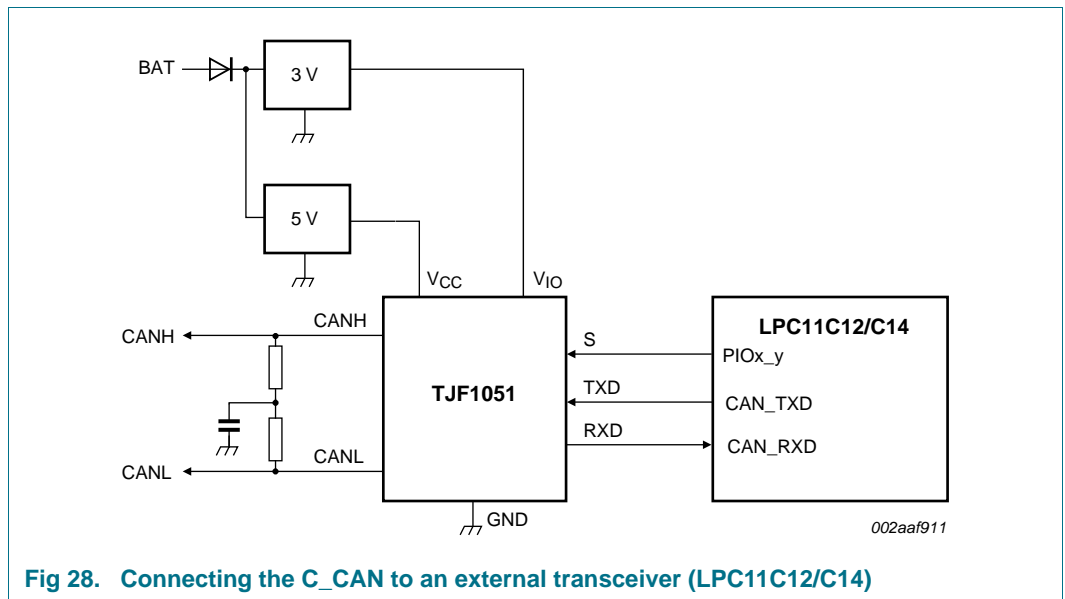 BAT
3 V
5 V
VCC
VIO
CANH
CANH
S
LPC11C12/C14
PIOx_y
TJF1051
TXD
CAN_TXD
RXD
CAN_RXD
CANL
CANL
GND
002aaf911
Fig 28. Connecting the C_CAN to an external transceiver (LPC11C12/C14)